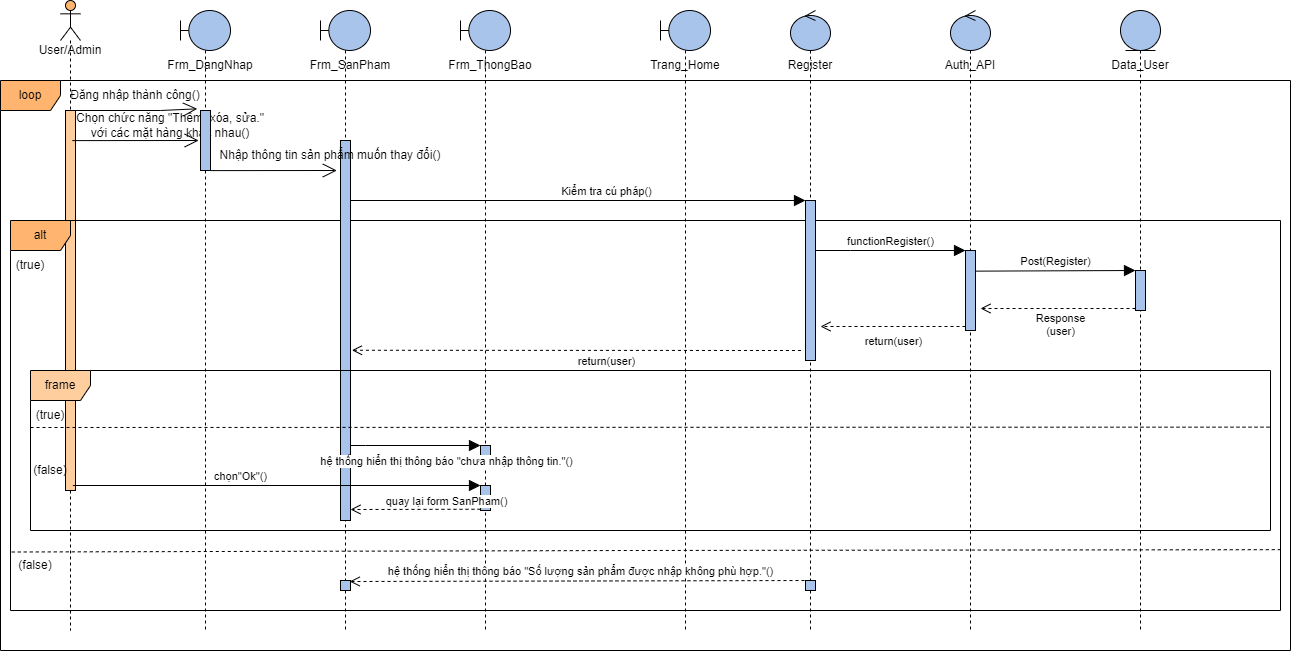 User/Admin
Frm_DangNhap
Frm_SanPham
Frm_ThongBao
Trang_Home
Register
Auth_API
Data_User
loop
Đăng nhập thành công()
Chọn chức năng "Thêm, xóa, sửa."
với các mặt hàng khác nhau()
Nhập thông tin sản phẩm muốn thay đổi()
Kiểm tra cú pháp()
alt
(true)
functionRegister()
Post(Register)
Response
(user)
return(user)
return(user)
frame
(true)
(false)
hệ thống hiển thị thông báo "chưa nhập thông tin."()
chọn"Ok"()
quay lại form SanPham()
(false)
hệ thống hiển thị thông báo "Số lượng sản phẩm được nhập không phù hợp."()